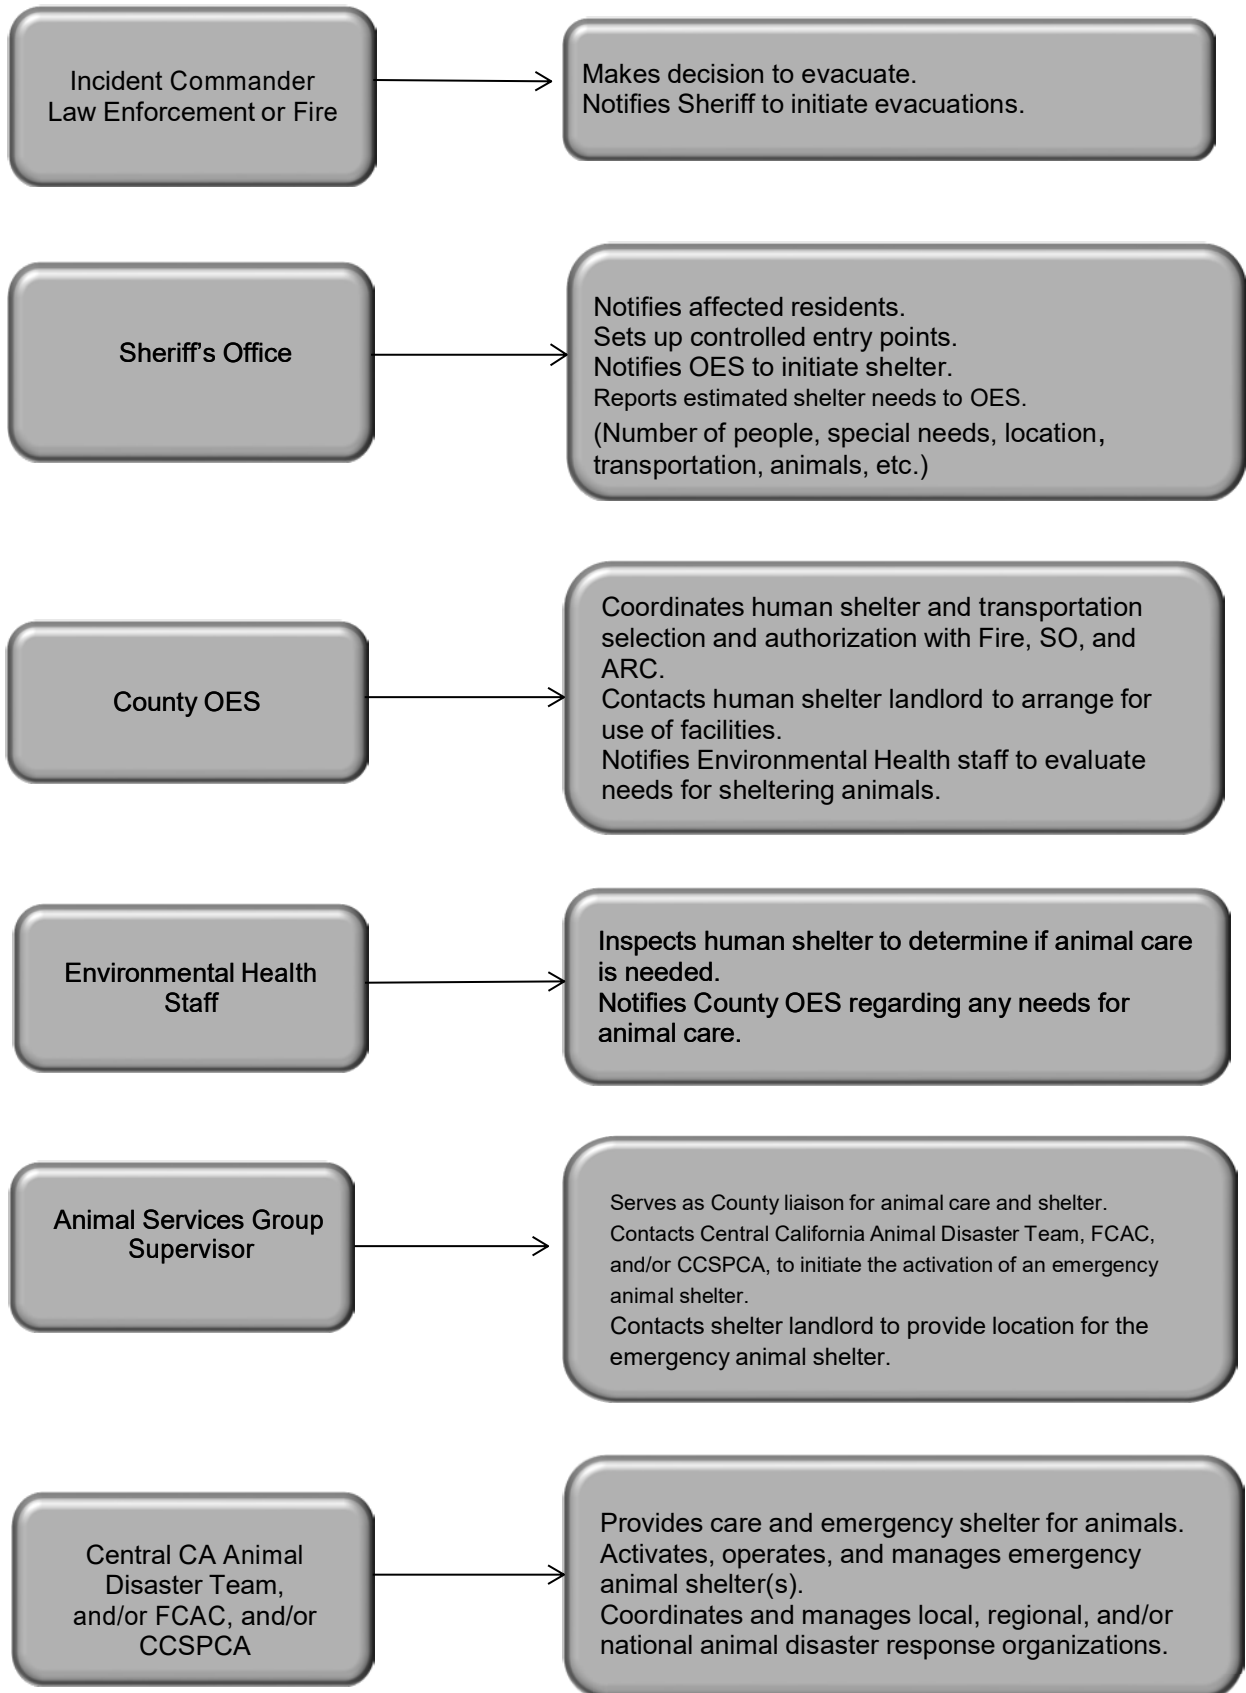 Incident Commander
Law Enforcement or Fire
Makes decision to evacuate.
Notifies Sheriff to initiate evacuations.
Sheriff's Office
Notifies affected residents.
Sets up controlled entry points.
Notifies OES to initiate shelter.
Reports estimated shelter needs to OES.
(Number of people, special needs, location,
transportation, animals, etc.)
County OES
Coordinates human shelter and transportation
selection and authorization with Fire, SO, and
ARC.
Contacts human shelter landlord to arrange for
use of facilities.
Notifies Environmental Health staff to evaluate
needs for sheltering animals.
Environmental Health
Staff
Inspects human shelter to determine if animal care
is needed.
Notifies County OES regarding any needs for
animal care.
Animal Services Group
Supervisor
Serves as County liaison for animal care and shelter.
Contacts Central California Animal Disaster Team, FCAC,
and/or CCSPCA, to initiate the activation of an emergency
animal shelter.
Contacts shelter landlord to provide location for the
emergency animal shelter.
Central CA Animal
Disaster Team,
and/or FCAC, and/or
CCSPCA
Provides care and emergency shelter for animals.
Activates, operates, and manages emergency
animal shelter(s).
Coordinates and manages local, regional, and/or
national animal disaster response organizations.